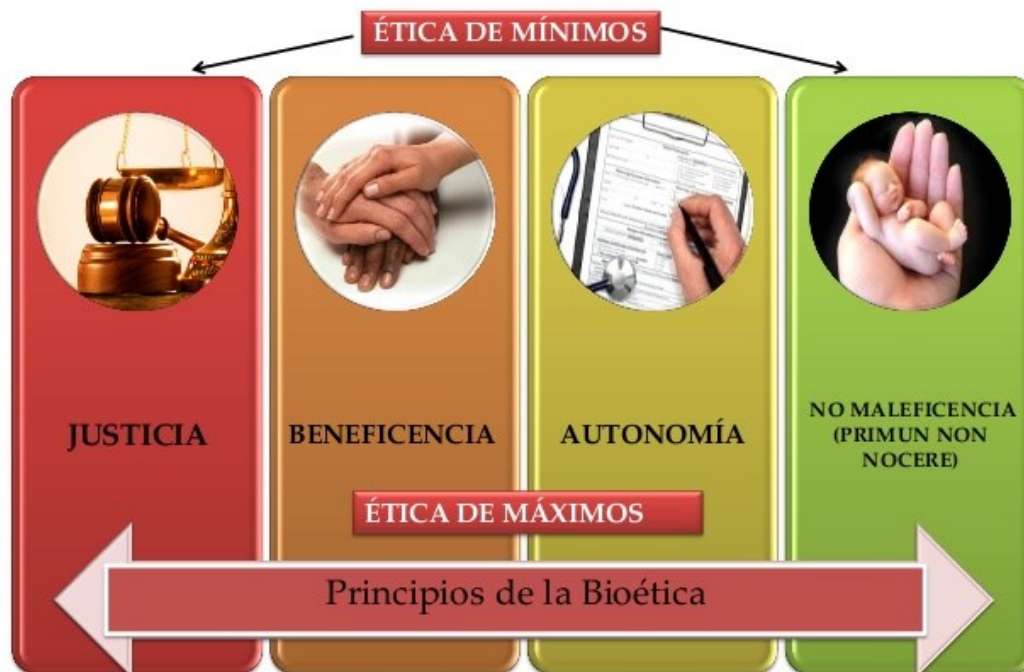 ÉTICA DE MÍNIMOS
JUSTICIA
BENEFICENCIA
AUTONOMÍA
NO MALEFICENCIA
(PRIMUN NON
NOCERE)
ÉTICA DE MÁXIMOS
Principios de la Bioética